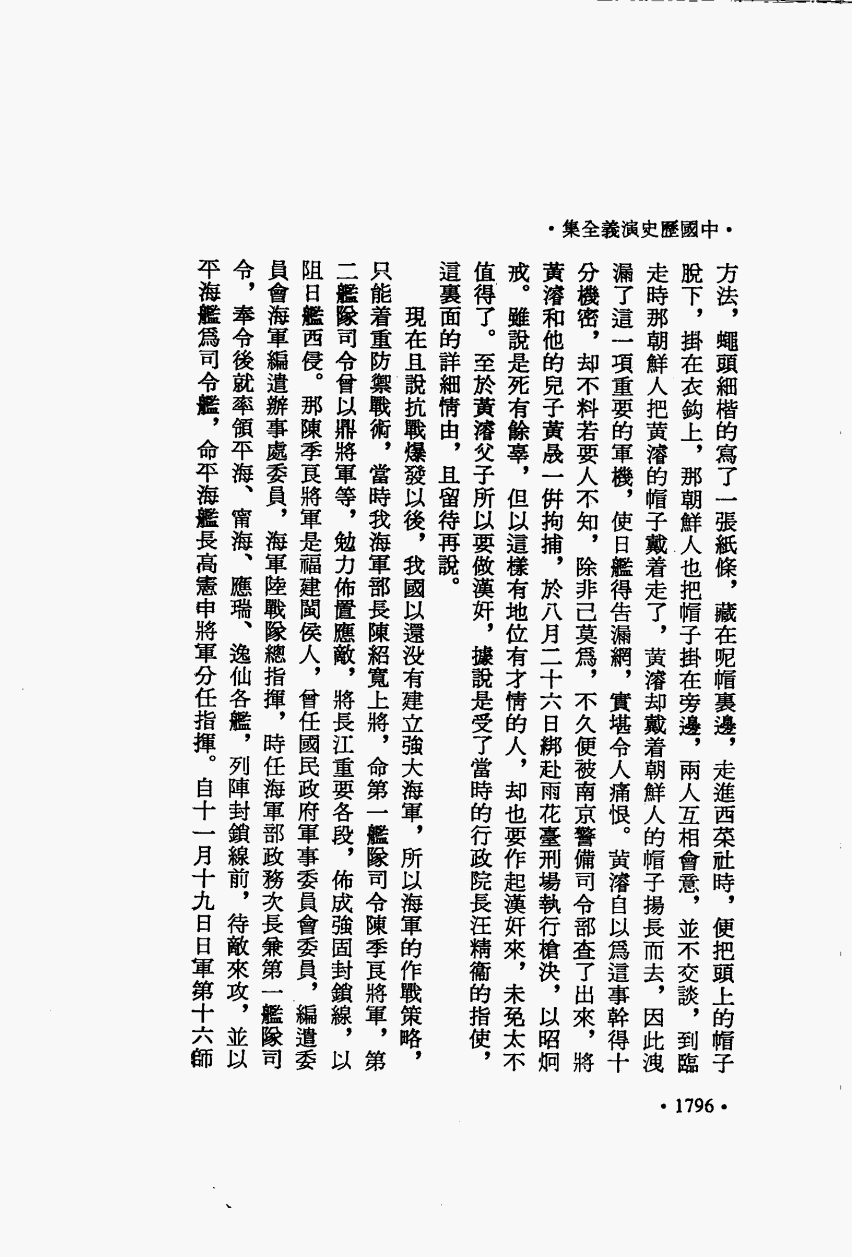 •中國歷史演義全集•
方法，蠅頭細楷的寫了一張紙條，藏在呢帽裏邊，走進西菜社時，便把頭上的帽子
脫下，掛在衣鈎上，那朝鮮人也把帽子掛在旁邊，兩人互相會意，並不交談，到臨
走時那朝鮮人把黃濬的帽子戴着走了，黃濬却戴着朝鮮人的帽子揚長而去，因此洩
漏了這一項重要的軍機，使日艦得告漏網，實堪令人痛恨。黃濬自以爲這事幹得十
分機密，却不料若要人不知，除非己莫爲，不久便被南京警備司令部查了出來，將
黃濬和他的兒子黃晟一併拘捕，於八月二十六日綁赴雨花臺刑場執行槍決，以昭炯
戒。雖說是死有餘辜，但以這樣有地位有才情的人，却也要作起漢奸來，未免太不
值得了。至於黃濬父子所以要做漢奸，據說是受了當時的行政院長汪精衞的指使，
這裏面的詳細情由，且留待再說。
現在且說抗戰爆發以後，我國以還没有建立強大海軍，所以海軍的作戰策略，
只能着重防禦戰術，當時我海軍部長陳紹寬上將，命第一艦隊司令陳季良將軍，第
二艦隊司令曾以鼎將軍等，勉力佈置應敵，將長江重要各段，佈成強固封鎖線，以
阻日艦西侵。那陳季良將軍是福建閩侯人，曾任國民政府軍事委員會委員，編遣委
員會海軍編遣辦事處委員，海軍陸戰隊總指揮，時任海軍部政務次長兼第一艦隊司
令，奉令後就率領平海、甯海、應瑞、逸仙各艦，列陣封鎖線前，待敵來攻，並以
平海艦爲司令艦，命平海艦長高憲申將軍分任指揮。自十一月十九日日軍第十六師
•1796•